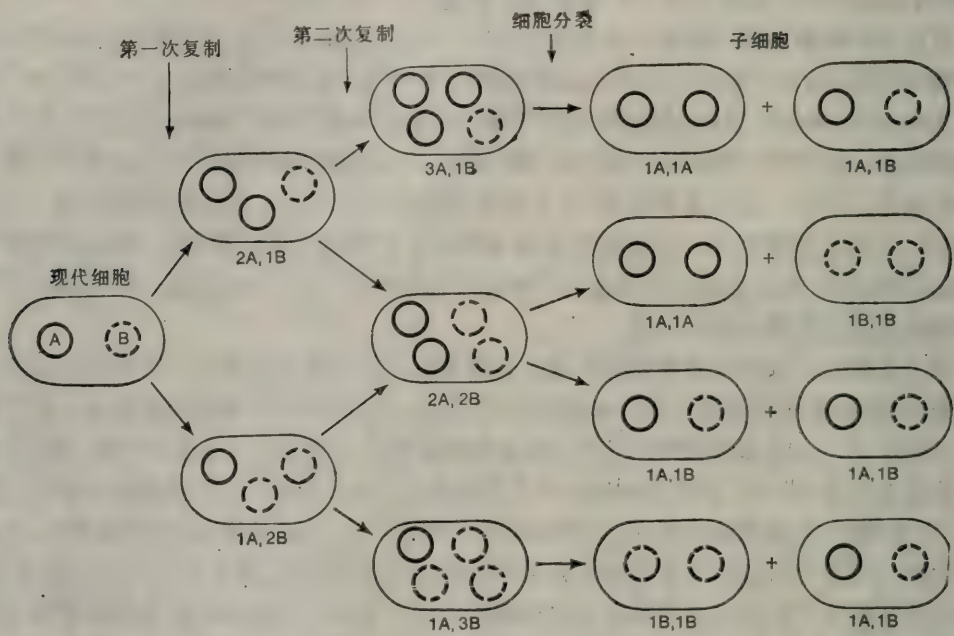 第一次复制
第二次复制
细胞分裂
子细胞
3A, 1B
1A, 1A
+
1A, 1B
2A, 1B
现代细胞
A
B
1A, 1A
+
1B, 1B
2A, 2B
1A, 1B
+
1A, 1B
1A, 2B
1A, 3B
1B, 1B
+
1A, 1B